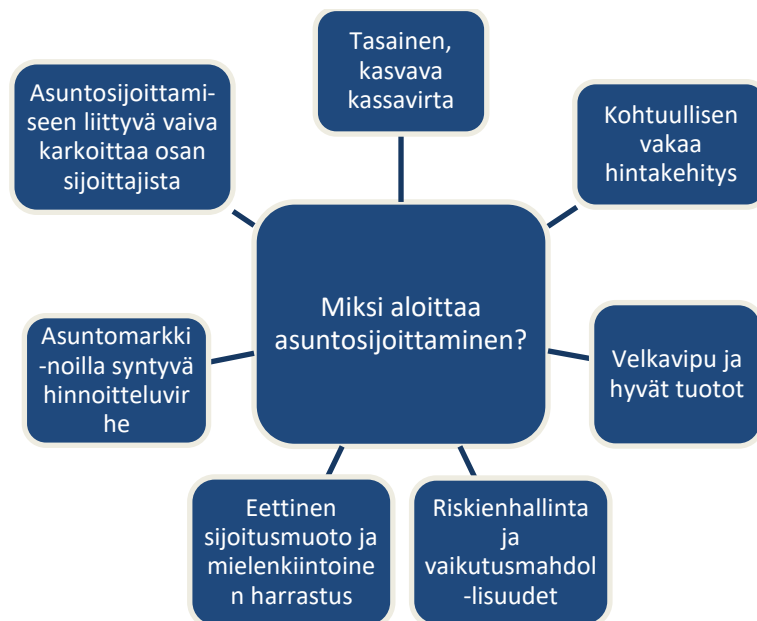 Tasainen,
kasvava
kassavirta
Asuntosijoittami-
seen liittyvä vaiva
karkoittaa osan
sijoittajista
Kohtuullisen
vakaa
hintakehitys
Miksi aloittaa
asuntosijoittaminen?
Asuntomarkki
-noilla syntyvä
hinnoitteluvir
he
Velkavipu ja
hyvät tuotot
Eettinen
sijoitusmuoto ja
mielenkiintoine
n harrastus
Riskienhallinta
ja
vaikutusmahdol
-lisuudet